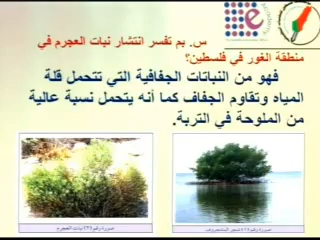 س. بم تفسر انتشار نبات العجرم في
منطقة الغور في فلسطين؟
فهو من النباتات الجفافية التي تتحمل قلة
المياه وتقاوم الجفاف كما أنه يتحمل نسبة عالية
من الملوحة في التربة.